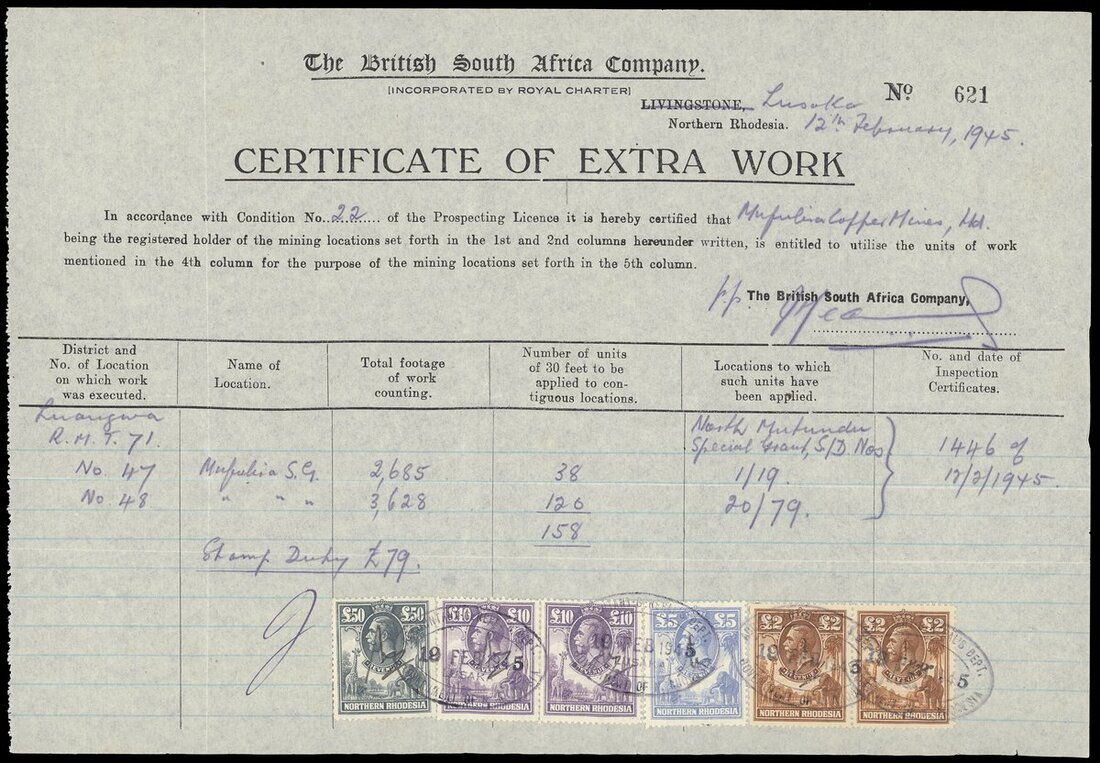 The British South Africa Company.
[INCORPORATED BY ROYAL CHARTER]
No 621
LIVINGSTONE, Lusaka
Northern Rhodesia. 12th February, 1945.
CERTIFICATE OF EXTRA WORK
In accordance with Condition No. 22 of the Prospecting Licence it is hereby certified that Mufulira Copper Mines, Ltd.
being the registered holder of the mining locations set forth in the 1st and 2nd columns hereunder written, is entitled to utilise the units of work
mentioned in the 4th column for the purpose of the mining locations set forth in the 5th column.
p.p The British South Africa Company,
District and No. of Location on which work was executed.
Name of Location.
Total footage of work counting.
Number of units of 30 feet to be applied to con- tiguous locations.
Locations to which such units have been applied.
No. and date of Inspection Certificates.
Luangwa
R.M.T. 71.
North Mutundu
Special Grant, S/D Nos
1446 of
12/2/1945.
No. 47 Mufulira S.G. 2,685 38 1/19.
No. 48 " " " 3,628 120 20/79.
158
Stamp Duty £79.
£50 £50 £10 £10 £10 £10 £5 £5 £2 £2 £2 £2
19 FEB 1945
LUSAKA
NORTHERN RHODESIA NORTHERN RHODESIA NORTHERN RHODESIA NORTHERN RHODESIA NORTHERN RHODESIA NORTHERN RHODESIA